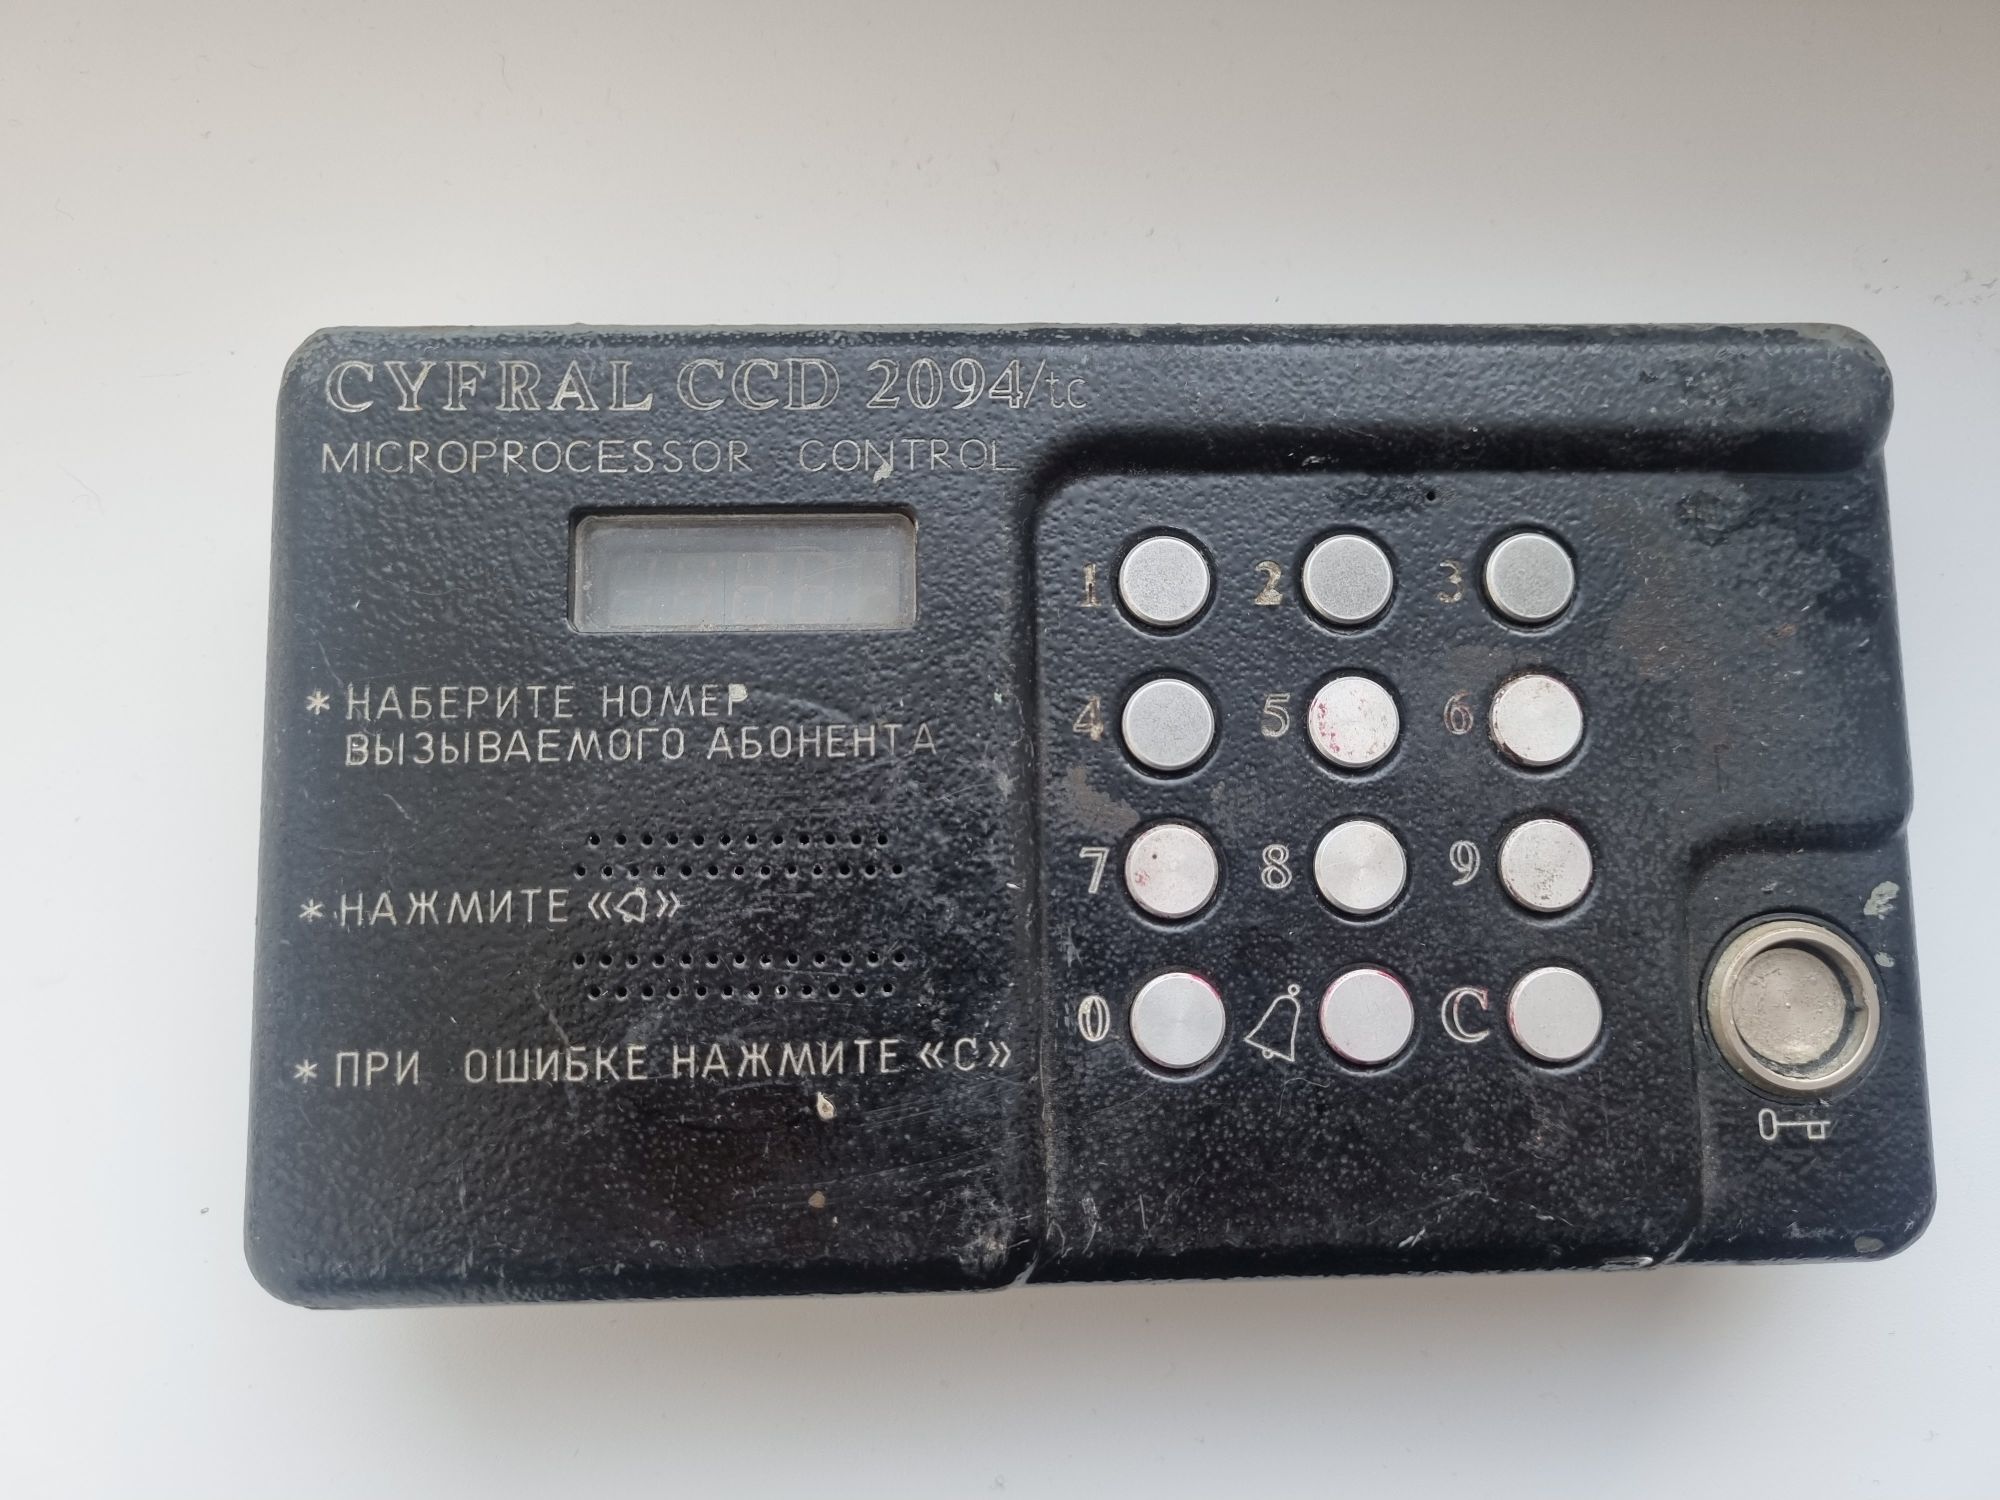 CYFRAL CCD 2094/tc
MICROPROCESSOR CONTROL
* НАБЕРИТЕ НОМЕР
ВЫЗЫВАЕМОГО АБОНЕНТА
* НАЖМИТЕ «🔔»
* ПРИ ОШИБКЕ НАЖМИТЕ «С»
1 2 3
4 5 6
7 8 9
0 C